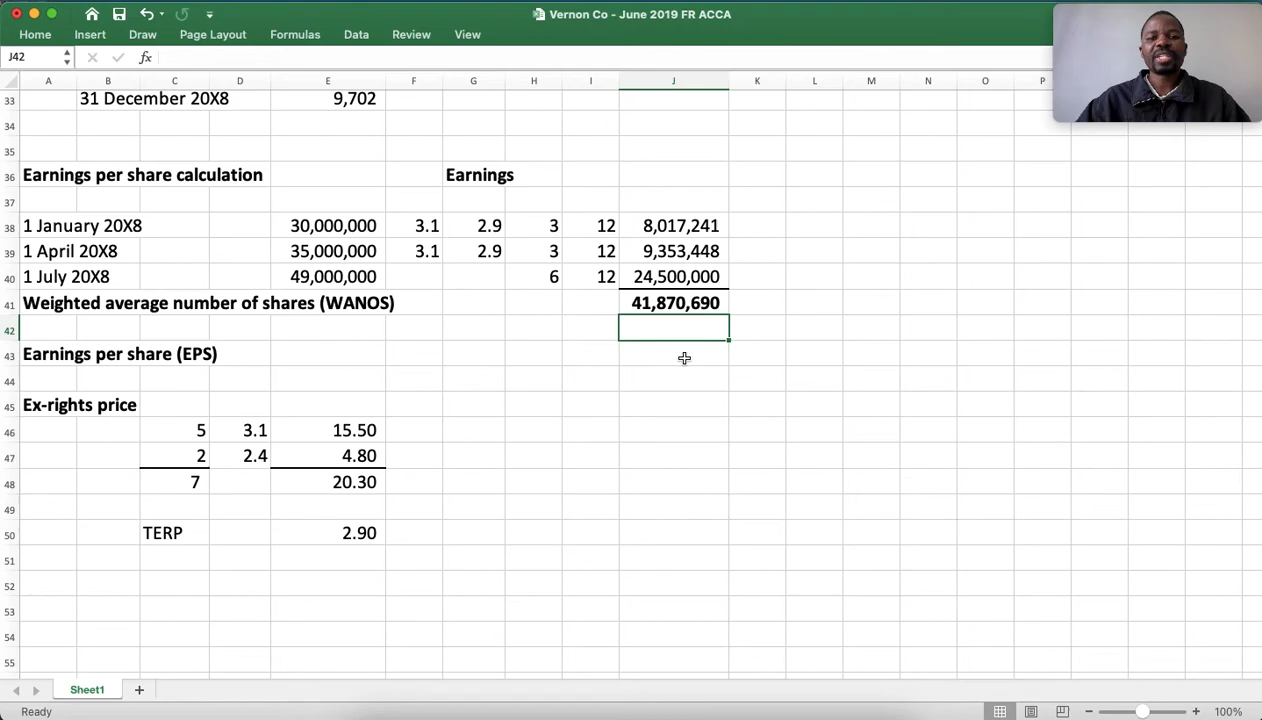 Vernon Co - June 2019 FR ACCA
Home Insert Draw Page Layout Formulas Data Review View
J42 fx
A B C D E F G H I J K L M N O P
33 31 December 20X8 9,702
34
35
36 Earnings per share calculation Earnings
37
38 1 January 20X8 30,000,000 3.1 2.9 3 12 8,017,241
39 1 April 20X8 35,000,000 3.1 2.9 3 12 9,353,448
40 1 July 20X8 49,000,000 6 12 24,500,000
41 Weighted average number of shares (WANOS) 41,870,690
42
43 Earnings per share (EPS)
44
45 Ex-rights price
46 5 3.1 15.50
47 2 2.4 4.80
48 7 20.30
49
50 TERP 2.90
51
52
53
54
55
Sheet1 +
Ready 100%